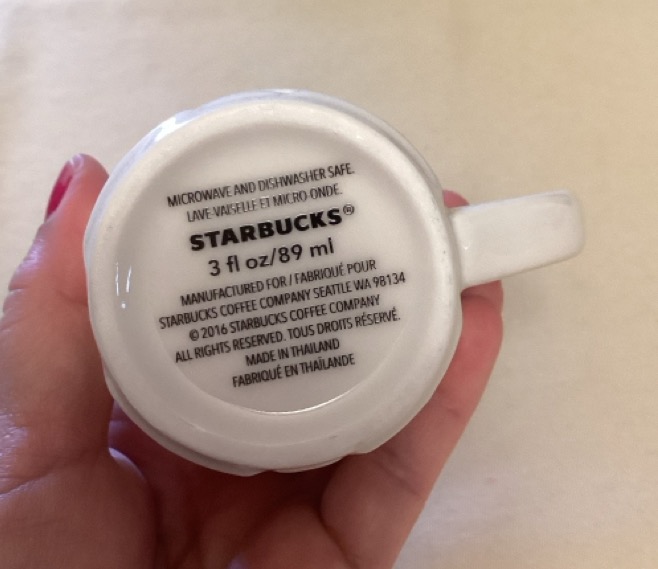 MICROWAVE AND DISHWASHER SAFE.
LAVE-VAISELLE ET MICRO-ONDE.
STARBUCKS®
3 fl oz/89 ml
MANUFACTURED FOR / FABRIQUÉ POUR
STARBUCKS COFFEE COMPANY SEATTLE WA 98134
© 2016 STARBUCKS COFFEE COMPANY
ALL RIGHTS RESERVED. TOUS DROITS RÉSERVÉ.
MADE IN THAILAND
FABRIQUÉ EN THAÏLANDE